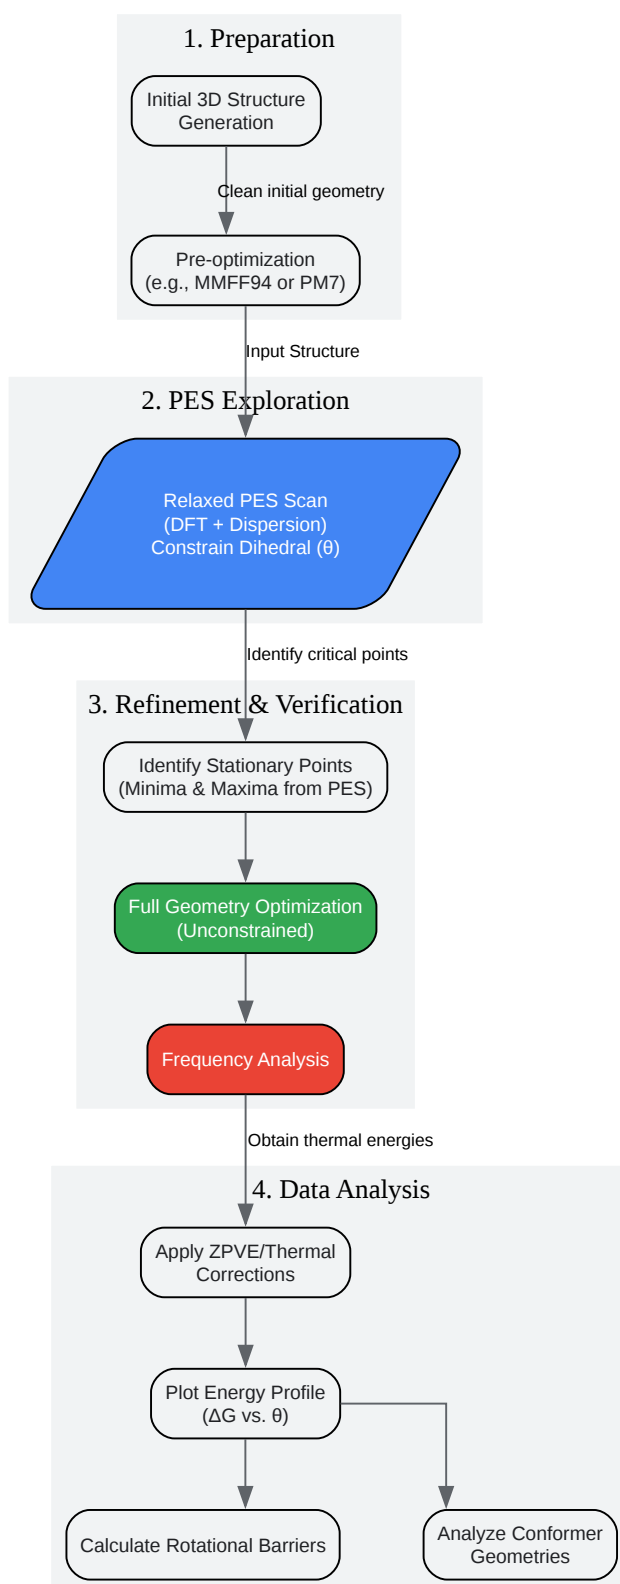 1. Preparation
Initial 3D Structure
Generation
Clean initial geometry
Pre-optimization
(e.g., MMFF94 or PM7)
Input Structure
2. PES Exploration
Relaxed PES Scan
(DFT + Dispersion)
Constrain Dihedral (θ)
Identify critical points
3. Refinement & Verification
Identify Stationary Points
(Minima & Maxima from PES)
Full Geometry Optimization
(Unconstrained)
Frequency Analysis
Obtain thermal energies
4. Data Analysis
Apply ZPVE/Thermal
Corrections
Plot Energy Profile
(ΔG vs. θ)
Calculate Rotational Barriers
Analyze Conformer
Geometries